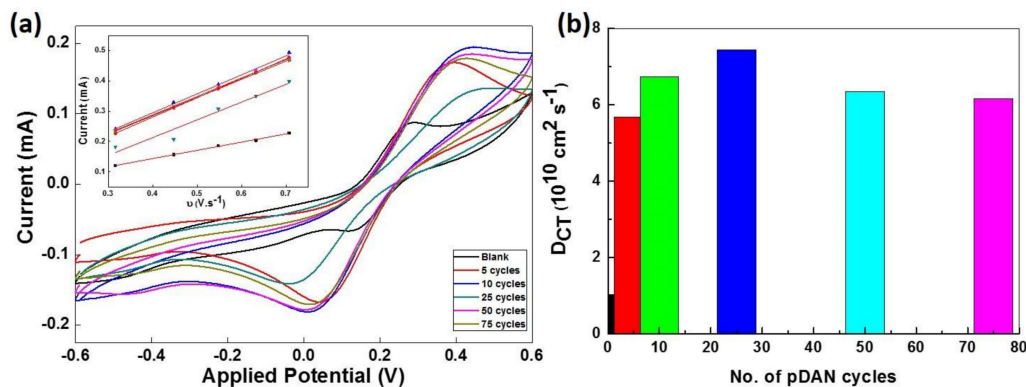 (a)
0.2
0.1
0.0
-0.1
-0.2
Current (mA)
-0.6
-0.4
-0.2
0.0
0.2
0.4
0.6
Applied Potential (V)
0.5
0.4
0.3
0.2
0.1
Current (mA)
0.3
0.4
0.5
0.6
0.7
υ (V.s-1)
Blank
5 cycles
10 cycles
25 cycles
50 cycles
75 cycles
(b)
8
6
4
2
0
DCT (10^10 cm^2 s^-1)
0
10
20
30
40
50
60
70
80
No. of pDAN cycles